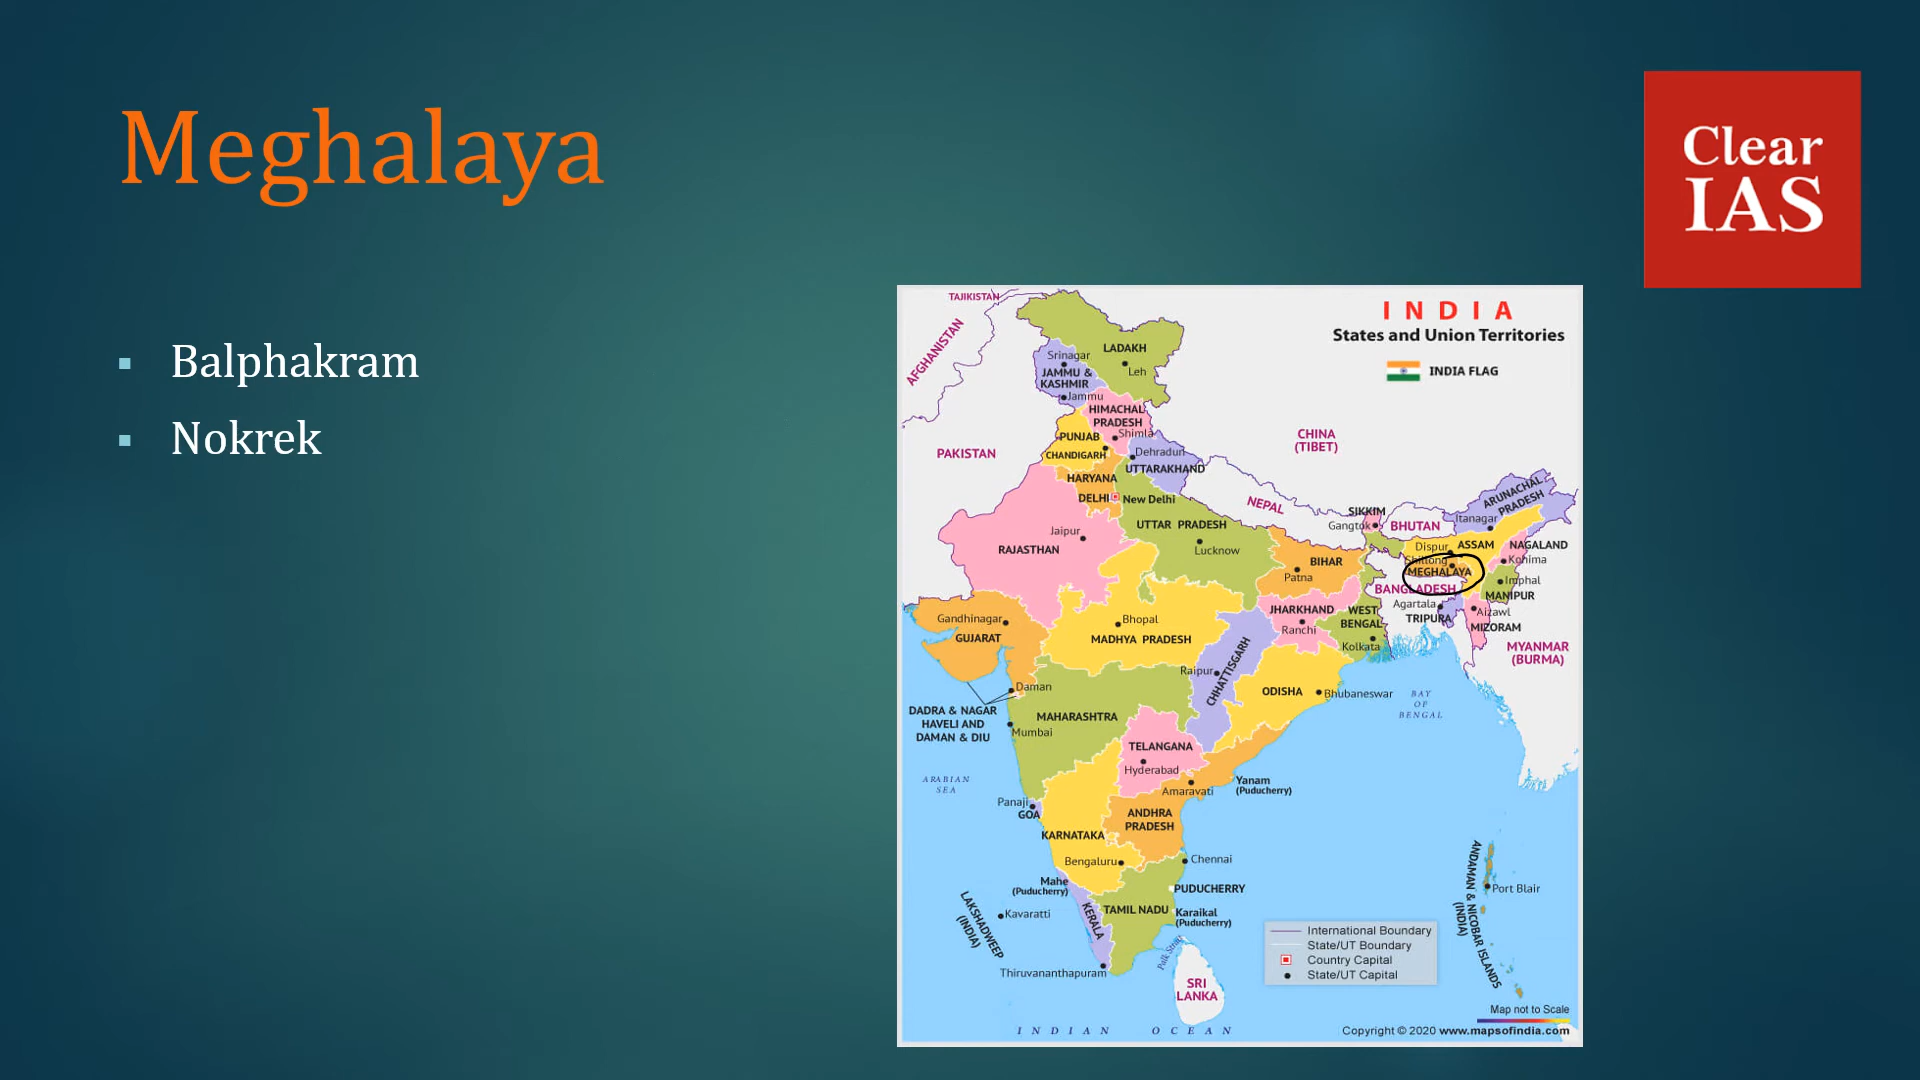 Meghalaya
Clear
IAS
Balphakram
Nokrek
INDIA
States and Union Territories
INDIA FLAG
TAJIKISTAN
AFGHANISTAN
PAKISTAN
CHINA
(TIBET)
NEPAL
BHUTAN
BANGLADESH
MYANMAR
(BURMA)
SRI
LANKA
LADAKH
Leh
Srinagar
JAMMU &
KASHMIR
Jammu
HIMACHAL
PRADESH
Shimla
PUNJAB
CHANDIGARH
Dehradun
UTTARAKHAND
HARYANA
DELHI
New Delhi
UTTAR PRADESH
Lucknow
Jaipur
RAJASTHAN
BIHAR
Patna
SIKKIM
Gangtok
ARUNACHAL
PRADESH
Itanagar
Dispur
ASSAM
NAGALAND
Kohima
Shillong
MEGHALAYA
Imphal
MANIPUR
Agartala
TRIPURA
Aizawl
MIZORAM
Gandhinagar
GUJARAT
Bhopal
MADHYA PRADESH
JHARKHAND
Ranchi
WEST
BENGAL
Kolkata
Raipur
CHHATTISGARH
ODISHA
Bhubaneswar
Daman
DADRA & NAGAR
HAVELI AND
DAMAN & DIU
MAHARASHTRA
Mumbai
TELANGANA
Hyderabad
Amaravati
Yanam
(Puducherry)
ANDHRA
PRADESH
Panaji
GOA
KARNATAKA
Bengaluru
Chennai
Mahe
(Puducherry)
PUDUCHERRY
TAMIL NADU
Karaikal
(Puducherry)
KERALA
Thiruvananthapuram
LAKSHADWEEP
(INDIA)
Kavaratti
ANDAMAN & NICOBAR ISLANDS
(INDIA)
Port Blair
ARABIAN
SEA
BAY
OF
BENGAL
Palk Strait
INDIAN OCEAN
International Boundary
State/UT Boundary
Country Capital
State/UT Capital
Map not to Scale
Copyright © 2020 www.mapsofindia.com